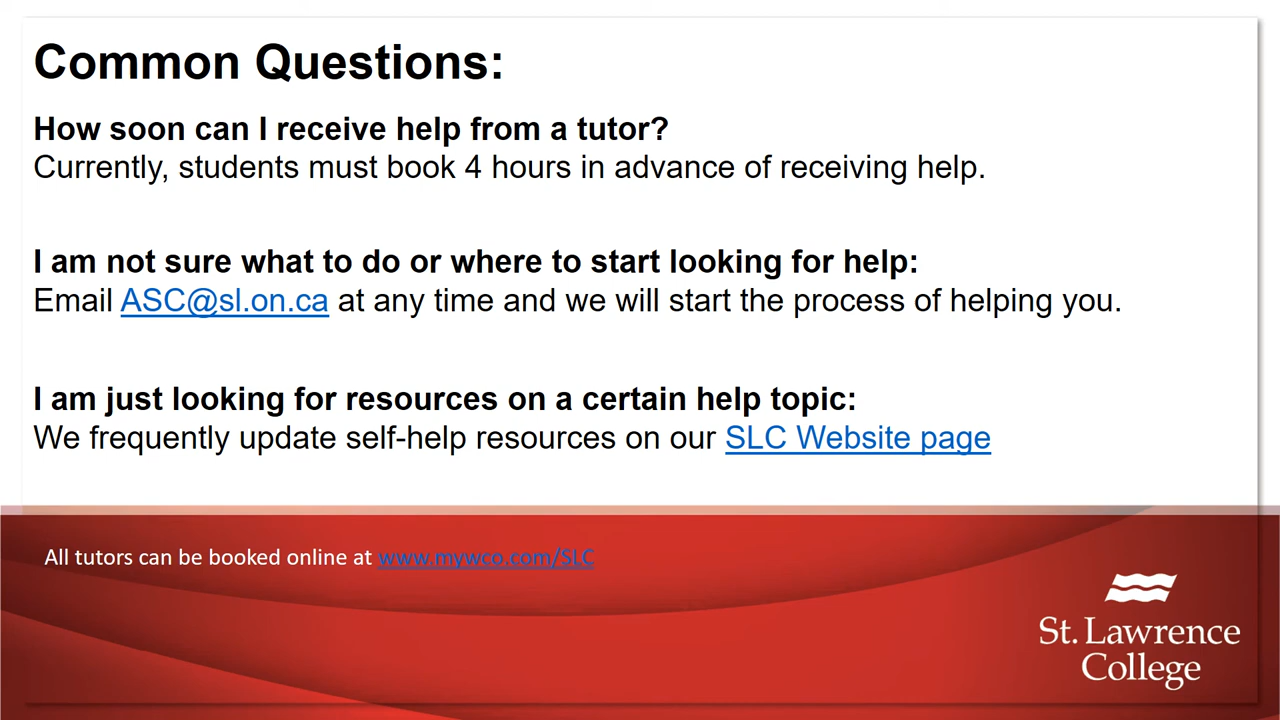 Common Questions:
How soon can I receive help from a tutor?
Currently, students must book 4 hours in advance of receiving help.
I am not sure what to do or where to start looking for help:
Email ASC@sl.on.ca at any time and we will start the process of helping you.
I am just looking for resources on a certain help topic:
We frequently update self-help resources on our SLC Website page
All tutors can be booked online at www.mywco.com/SLC
St. Lawrence
College